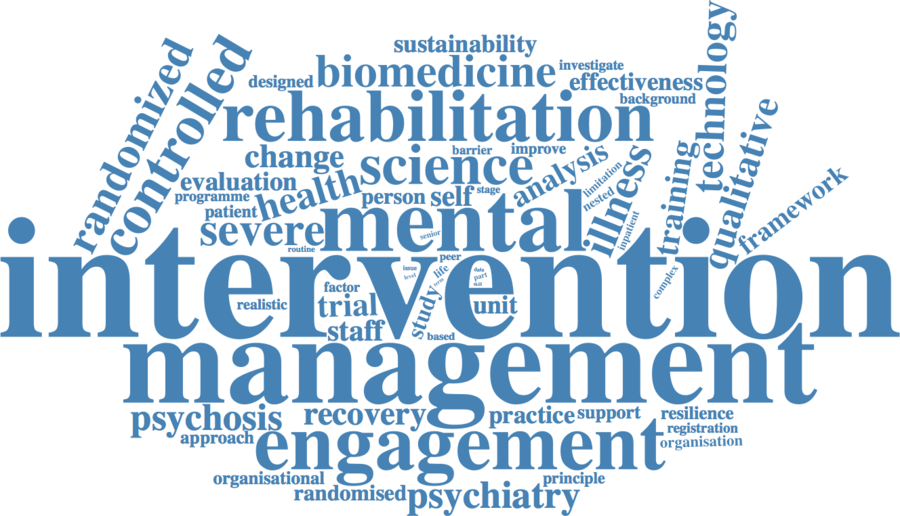 sustainability
biomedicine
investigate
designed
effectiveness
background
randomized
controlled
rehabilitation
technology
change
science
barrier
improve
evaluation
programme
patient
health
person
self
stage
analysis
limitation
nested
illness
inpatient
training
qualitative
framework
severe
mental
senior
routine
intervention
peer
issue
level
life
term
data
part
skill
complex
factor
realistic
trial
study
unit
staff
based
management
psychosis
recovery
practice
support
resilience
registration
approach
engagement
organisation
organisational
principle
randomised
psychiatry